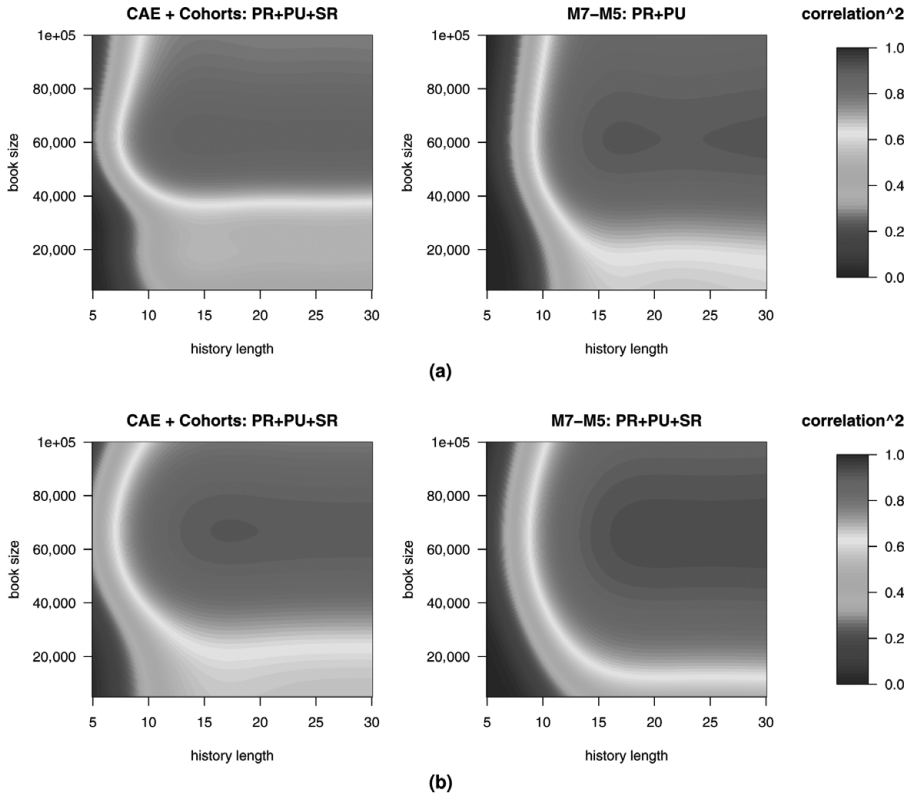 CAE + Cohorts: PR+PU+SR
M7−M5: PR+PU
correlation^2
book size
1e+05
80,000
60,000
40,000
20,000
5 10 15 20 25 30
history length
book size
1e+05
80,000
60,000
40,000
20,000
5 10 15 20 25 30
history length
1.0
0.8
0.6
0.4
0.2
0.0
(a)
CAE + Cohorts: PR+PU+SR
M7−M5: PR+PU+SR
correlation^2
book size
1e+05
80,000
60,000
40,000
20,000
5 10 15 20 25 30
history length
book size
1e+05
80,000
60,000
40,000
20,000
5 10 15 20 25 30
history length
1.0
0.8
0.6
0.4
0.2
0.0
(b)